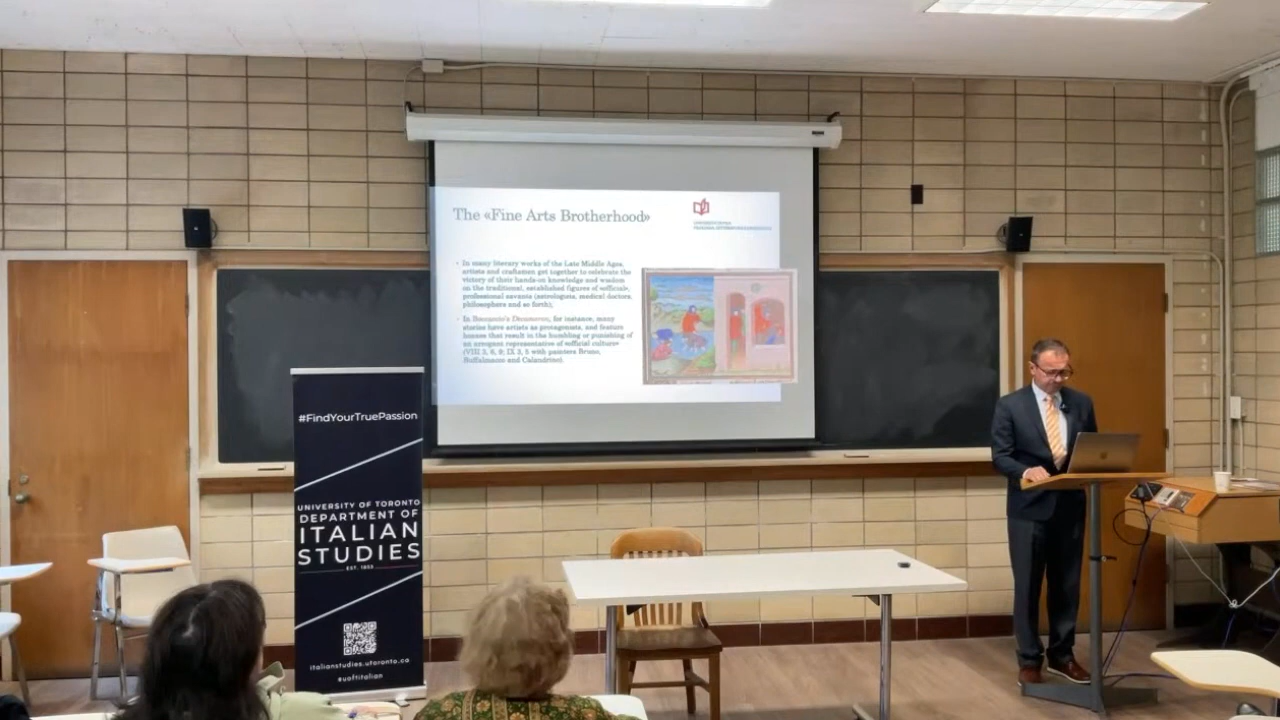 The «Fine Arts Brotherhood»
In many literary works of the Late Middle Ages,
artists and craftsmen get together to celebrate the
victory of their hands-on knowledge and wisdom
on the traditional, established figures of «official»,
professional savants (astrologues, medical doctors,
philosophers and so forth);
In Boccaccio's Decameron, for instance, many
stories have artists as protagonists, and feature
hoaxes that result in the humbling or punishing of
an arrogant representative of «official culture»
(VIII 3, 6, 9; IX 3, 5 with painters Bruno,
Buffalmacco and Calandrino).
#FindYourTruePassion
UNIVERSITY OF TORONTO
DEPARTMENT OF
ITALIAN
STUDIES
EST. 1853
italianstudies.utoronto.ca
#uoftitalian